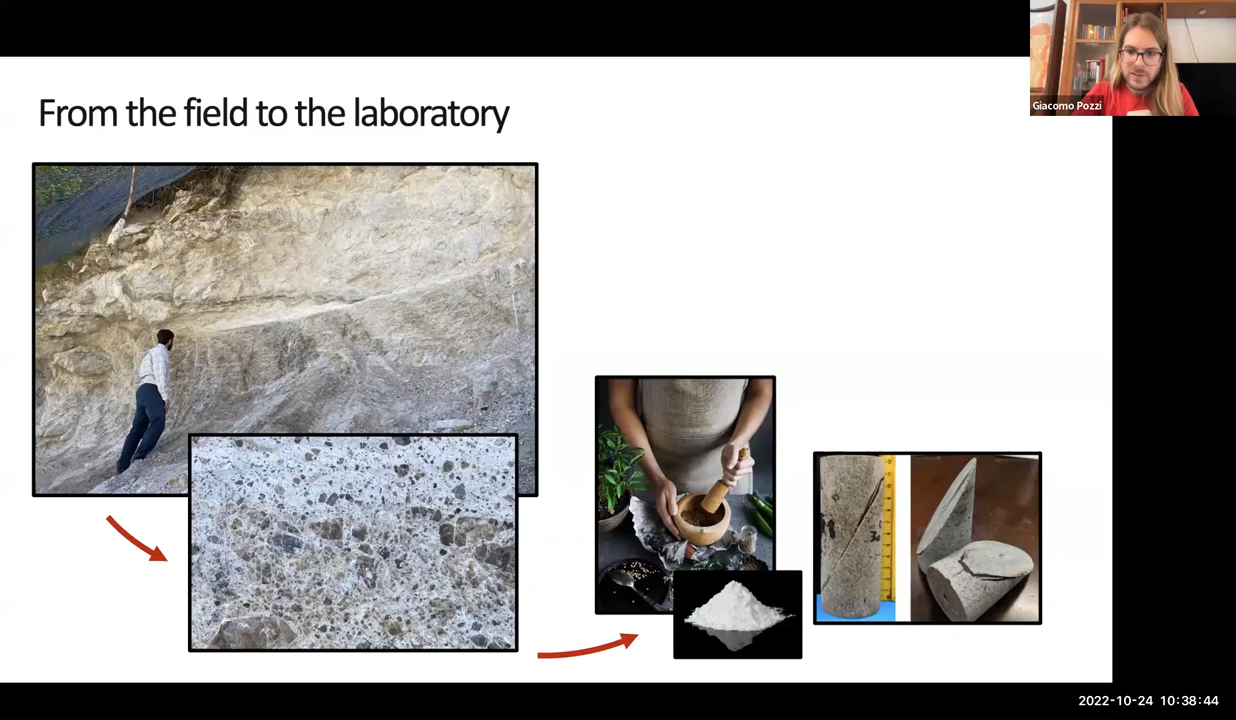 From the field to the laboratory
Giacomo Pozzi
2022-10-24 10:38:44